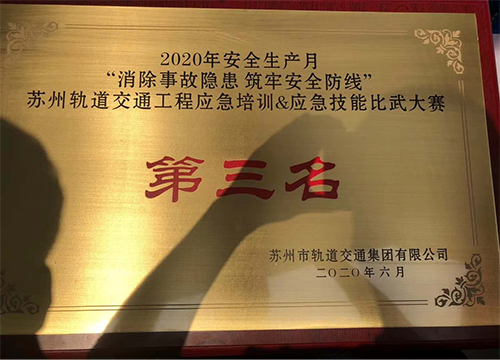 2020年安全生产月
“消除事故隐患 筑牢安全防线”
苏州轨道交通工程应急培训&应急技能比武大赛
第三名
苏州市轨道交通集团有限公司
二〇二〇年六月